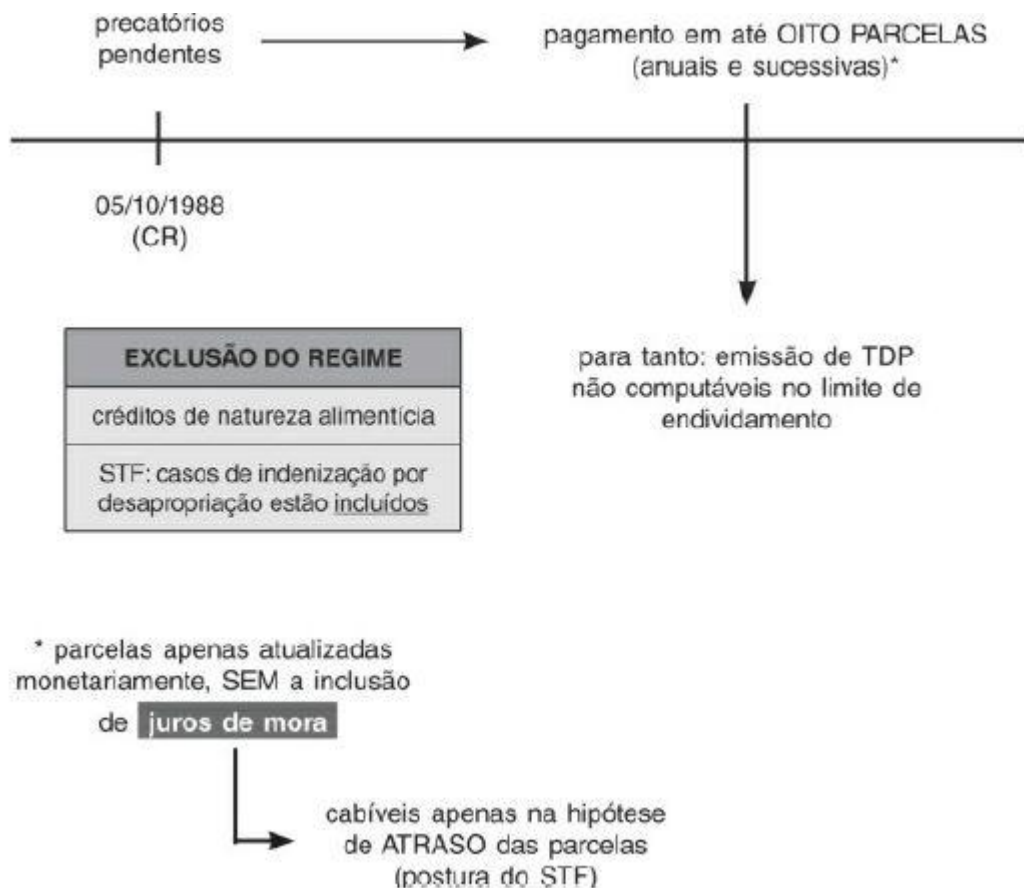 precatórios
pendentes
pagamento em até OITO PARCELAS
(anuais e sucessivas)*
05/10/1988
(CR)
EXCLUSÃO DO REGIME
créditos de natureza alimentícia
STF: casos de indenização por
desapropriação estão incluídos
para tanto: emissão de TDP
não computáveis no limite de
endividamento
* parcelas apenas atualizadas
monetariamente, SEM a inclusão
de juros de mora
cabíveis apenas na hipótese
de ATRASO das parcelas
(postura do STF)